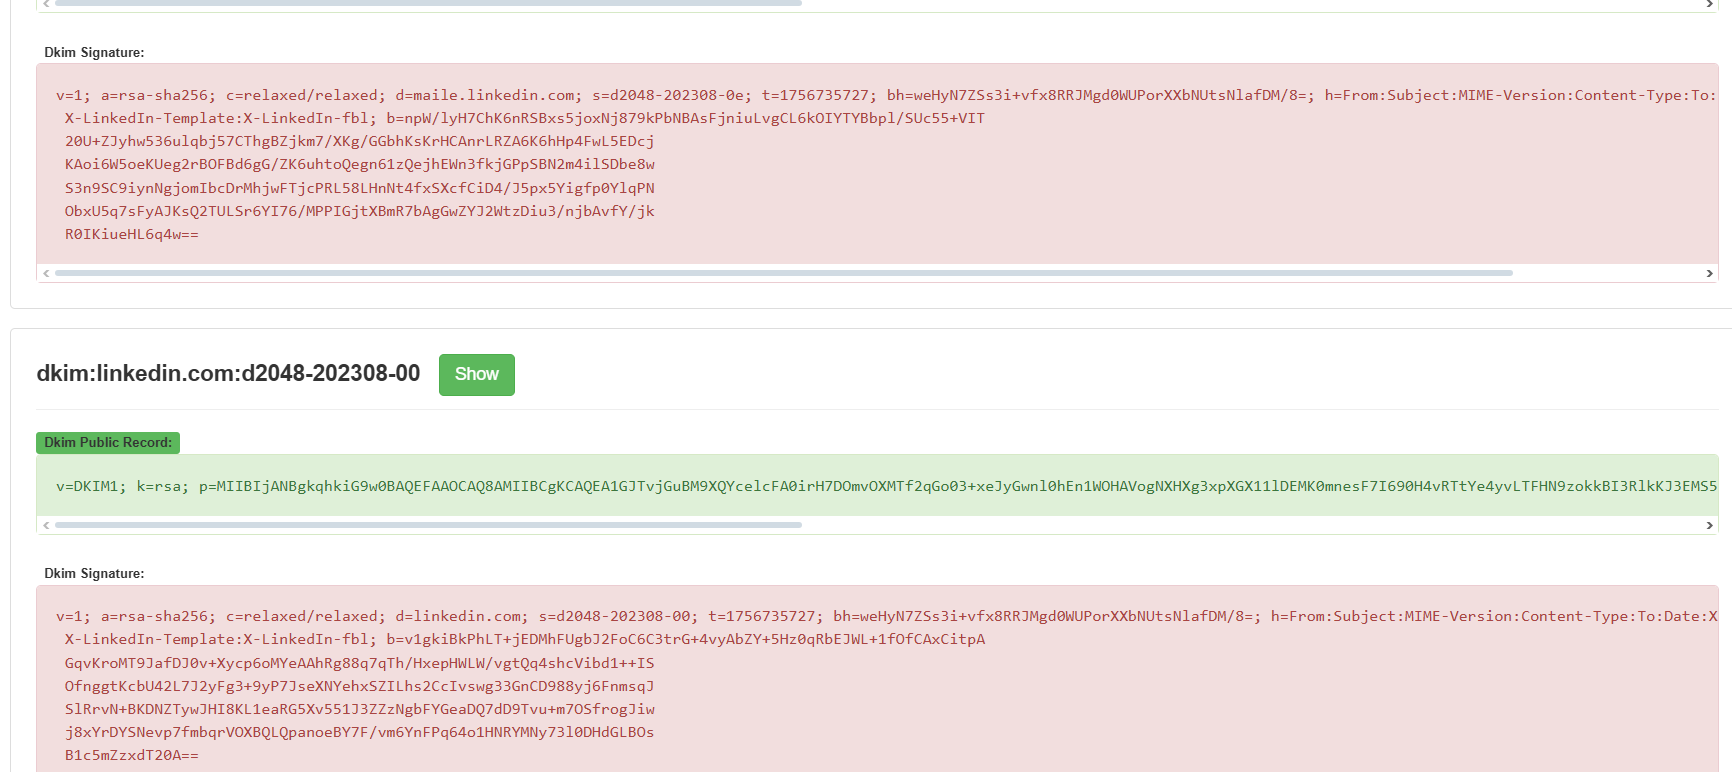 Dkim Signature:
v=1; a=rsa-sha256; c=relaxed/relaxed; d=maile.linkedin.com; s=d2048-202308-0e; t=1756735727; bh=weHyN7ZSs3i+vfx8RRJMgd0WUPorXXbNUtsNlafDM/8=; h=From:Subject:MIME-Version:Content-Type:To:
X-LinkedIn-Template:X-LinkedIn-fbl; b=npW/lyH7ChK6nRSBxs5joxNj879kPbNBAsFjniuLvgCL6kOIYTYBbpl/SUc55+VIT
20U+ZJyhw536ulqbj57CThgBZjkm7/XKg/GGbhKsKrHCAnrLRZA6K6hHp4FwL5EDcj
KAoi6W5oeKUeg2rBOFBd6gG/ZK6uhtoQegn61zQejhEWn3fkjGPpSBN2m4ilSDbe8w
S3n9SC9iynNgjomIbcDrMhjwFTjcPRL58LHnNt4fxSXcfCiD4/J5px5Yigfp0YlqPN
ObxU5q7sFyAJKsQ2TULSr6YI76/MPPIGjtXBmR7bAgGwZYJ2WtzDiu3/njbAvfY/jk
R0IKiueHL6q4w==
dkim:linkedin.com:d2048-202308-00 Show
Dkim Public Record:
v=DKIM1; k=rsa; p=MIIBIjANBgkqhkiG9w0BAQEFAAOCAQ8AMIIBCgKCAQEA1GJTvjGuBM9XQYcelcFA0irH7DOmvOXMTf2qGo03+xeJyGwnl0hEn1WOHAVogNXHXg3xpXGX11lDEMK0mnesF7I690H4vRTtYe4yvLTFHN9zokkBI3RlkKJ3EMS5
Dkim Signature:
v=1; a=rsa-sha256; c=relaxed/relaxed; d=linkedin.com; s=d2048-202308-00; t=1756735727; bh=weHyN7ZSs3i+vfx8RRJMgd0WUPorXXbNUtsNlafDM/8=; h=From:Subject:MIME-Version:Content-Type:To:Date:X
X-LinkedIn-Template:X-LinkedIn-fbl; b=v1gkiBkPhLT+jEDMhFUgbJ2FoC6C3trG+4vyAbZY+5Hz0qRbEJWL+1fOfCAxCitpA
GqvKroMT9JafDJ0v+Xycp6oMYeAAhRg88q7qTh/HxepHWLW/vgtQq4shcVibd1++IS
OfnggtKcbU42L7J2yFg3+9yP7JseXNYehxSZILhs2CcIvswg33GnCD988yj6FnmsqJ
SlRrvN+BKDNZTywJHI8KL1eaRG5Xv551J3ZZzNgbFYGeaDQ7dD9Tvu+m7OSfrogJiw
j8xYrDYSNevp7fmbqrVOXBQLQpanoeBY7F/vm6YnFPq64o1HNRYMNy73l0DHdGLBOs
B1c5mZzxdT20A==